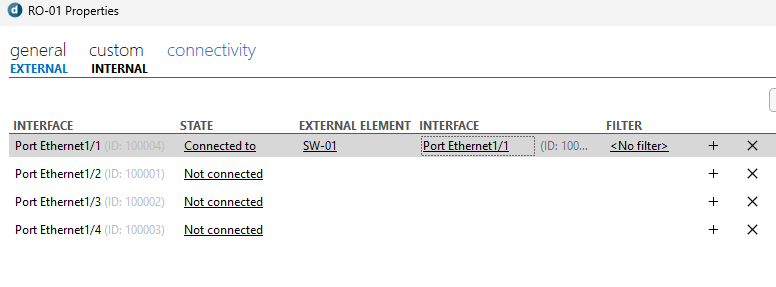 RO-01 Properties
general custom connectivity
EXTERNAL INTERNAL
INTERFACE STATE EXTERNAL ELEMENT INTERFACE FILTER
Port Ethernet1/1 (ID: 100004) Connected to SW-01 Port Ethernet1/1 (ID: 100... <No filter>
Port Ethernet1/2 (ID: 100001) Not connected
Port Ethernet1/3 (ID: 100002) Not connected
Port Ethernet1/4 (ID: 100003) Not connected